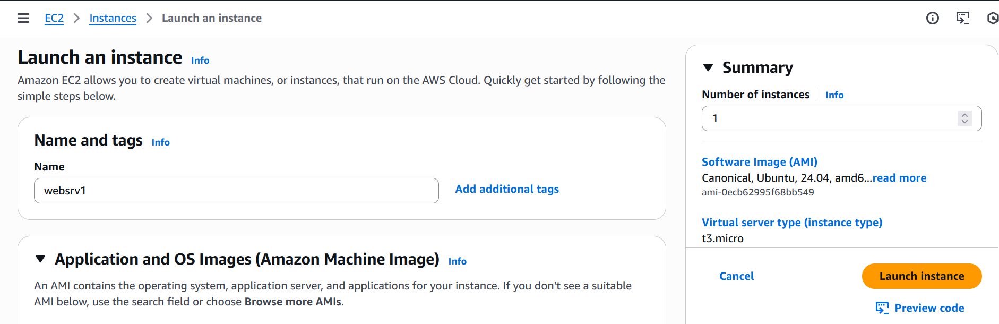 EC2 > Instances > Launch an instance
Launch an instance Info
Amazon EC2 allows you to create virtual machines, or instances, that run on the AWS Cloud. Quickly get started by following the
simple steps below.
Name and tags Info
Name
websrv1
Add additional tags
Application and OS Images (Amazon Machine Image) Info
An AMI contains the operating system, application server, and applications for your instance. If you don't see a suitable
AMI below, use the search field or choose Browse more AMIs.
Summary
Number of instances Info
1
Software Image (AMI)
Canonical, Ubuntu, 24.04, amd6...read more
ami-0ecb62995f68bb549
Virtual server type (instance type)
t3.micro
Cancel
Launch instance
Preview code